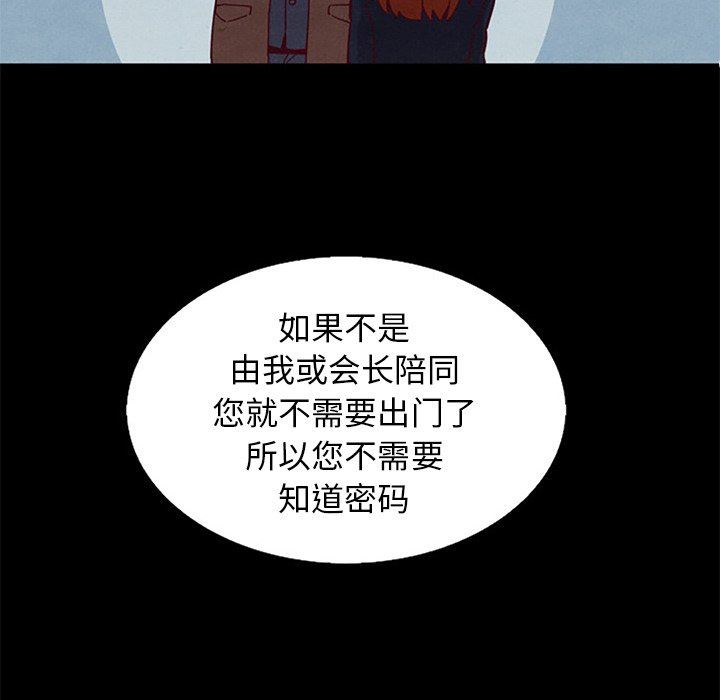 如果不是
由我或会长陪同
您就不需要出门了
所以您不需要
知道密码